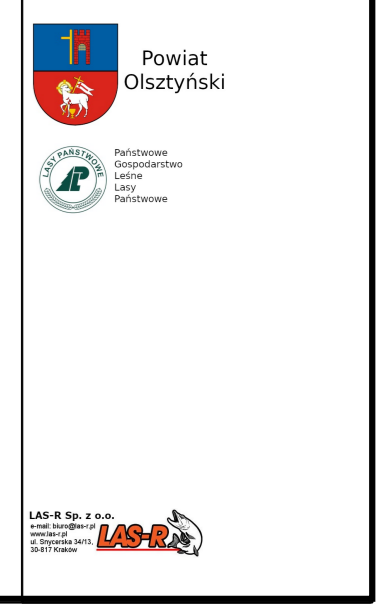 Powiat
Olsztyński
LASY PAŃSTWOWE
Państwowe
Gospodarstwo
Leśne
Lasy
Państwowe
LAS-R Sp. z o.o.
e-mail: biuro@las-r.pl
www.las-r.pl
ul. Snycerska 34/13,
30-817 Kraków
LAS-R